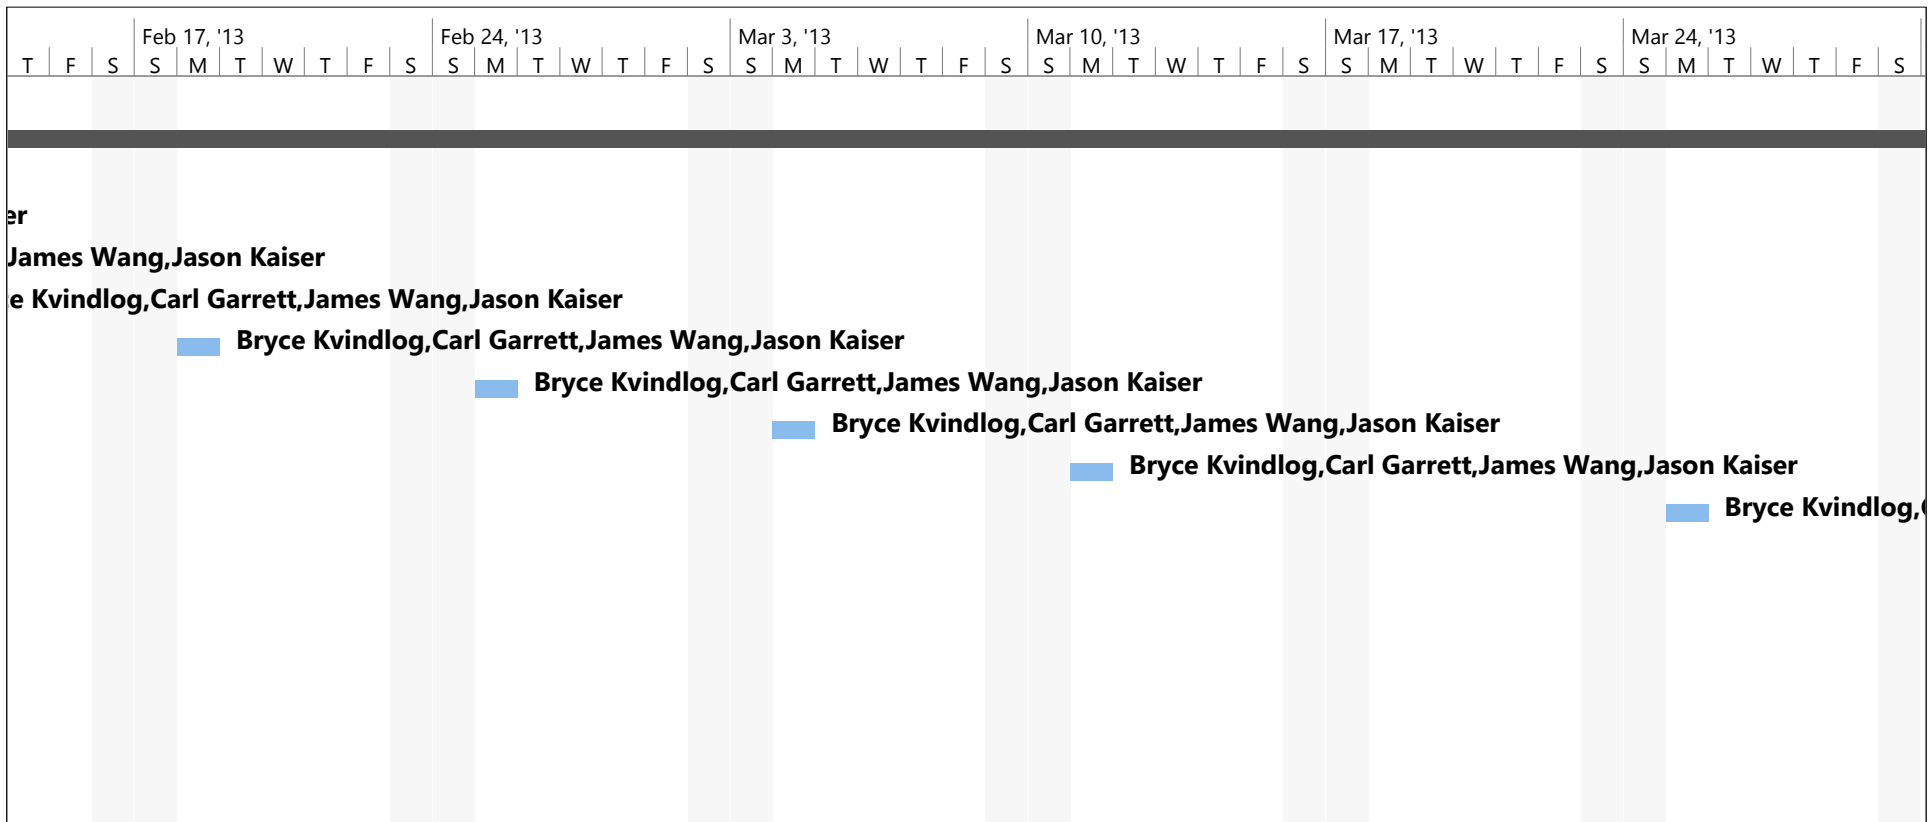 Feb 17, '13 Feb 24, '13 Mar 3, '13 Mar 10, '13 Mar 17, '13 Mar 24, '13
T F S S M T W T F S S M T W T F S S M T W T F S S M T W T F S S M T W T F S S M T W T F S
er
James Wang,Jason Kaiser
e Kvindlog,Carl Garrett,James Wang,Jason Kaiser
Bryce Kvindlog,Carl Garrett,James Wang,Jason Kaiser
Bryce Kvindlog,Carl Garrett,James Wang,Jason Kaiser
Bryce Kvindlog,Carl Garrett,James Wang,Jason Kaiser
Bryce Kvindlog,Carl Garrett,James Wang,Jason Kaiser
Bryce Kvindlog,